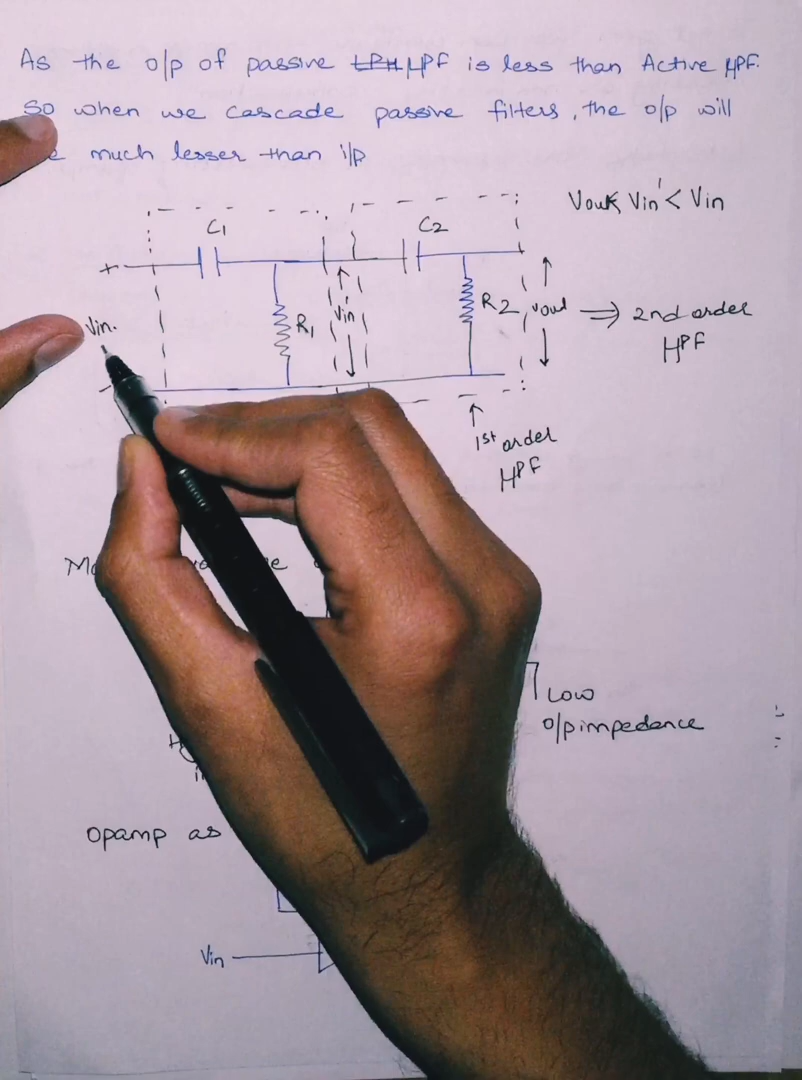 As the o/p of passive HPF is less than Active HPF.
So when we cascade passive filters, the o/p will
much lesser than i/p
Vout < Vin' < Vin
C1
C2
+
Vin.
R1
Vin'
R2
Vout
⇒ 2nd order
HPF
-
1st order
HPF
Low
o/p impedence
Opamp as
Vin